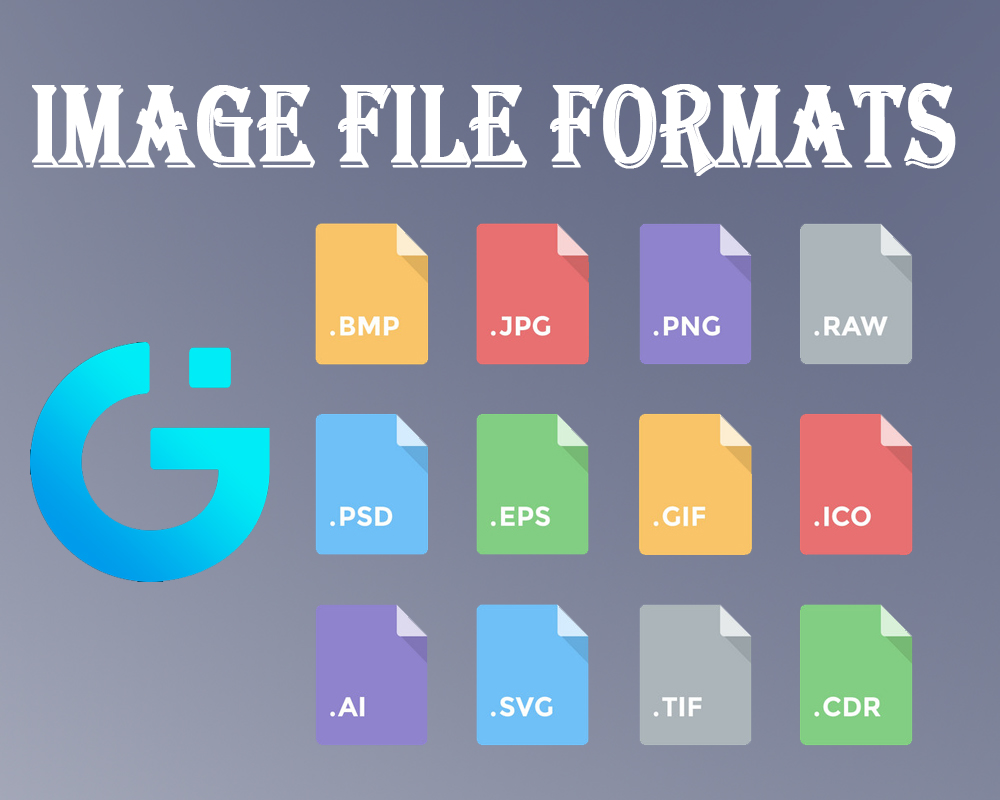 IMAGE FILE FORMATS
.BMP .JPG .PNG .RAW
.PSD .EPS .GIF .ICO
.AI .SVG .TIF .CDR